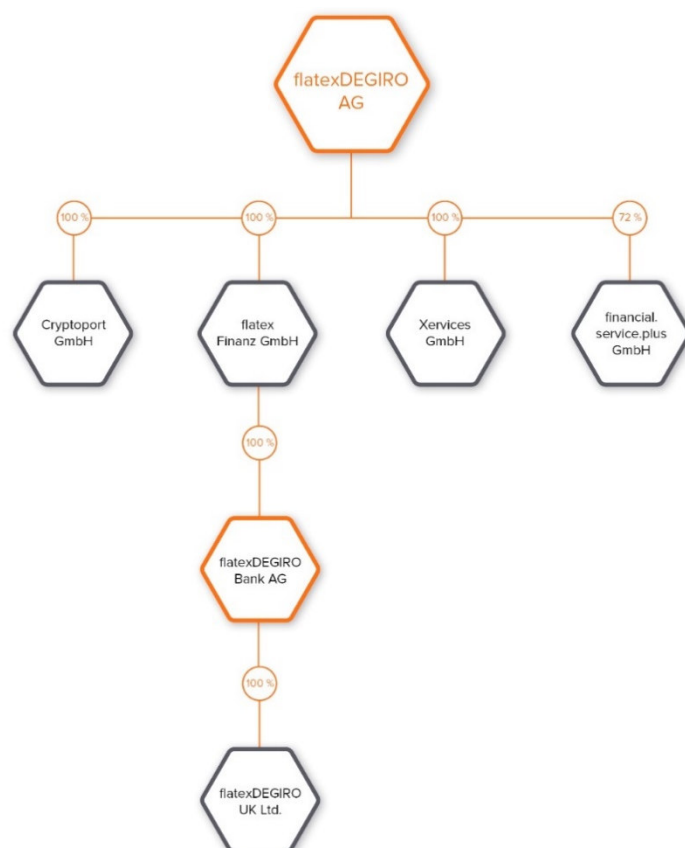 flatexDEGIRO
AG
100 %
100 %
100 %
72 %
Cryptoport
GmbH
flatex
Finanz GmbH
Xervices
GmbH
financial.
service.plus
GmbH
100 %
flatexDEGIRO
Bank AG
100 %
flatexDEGIRO
UK Ltd.